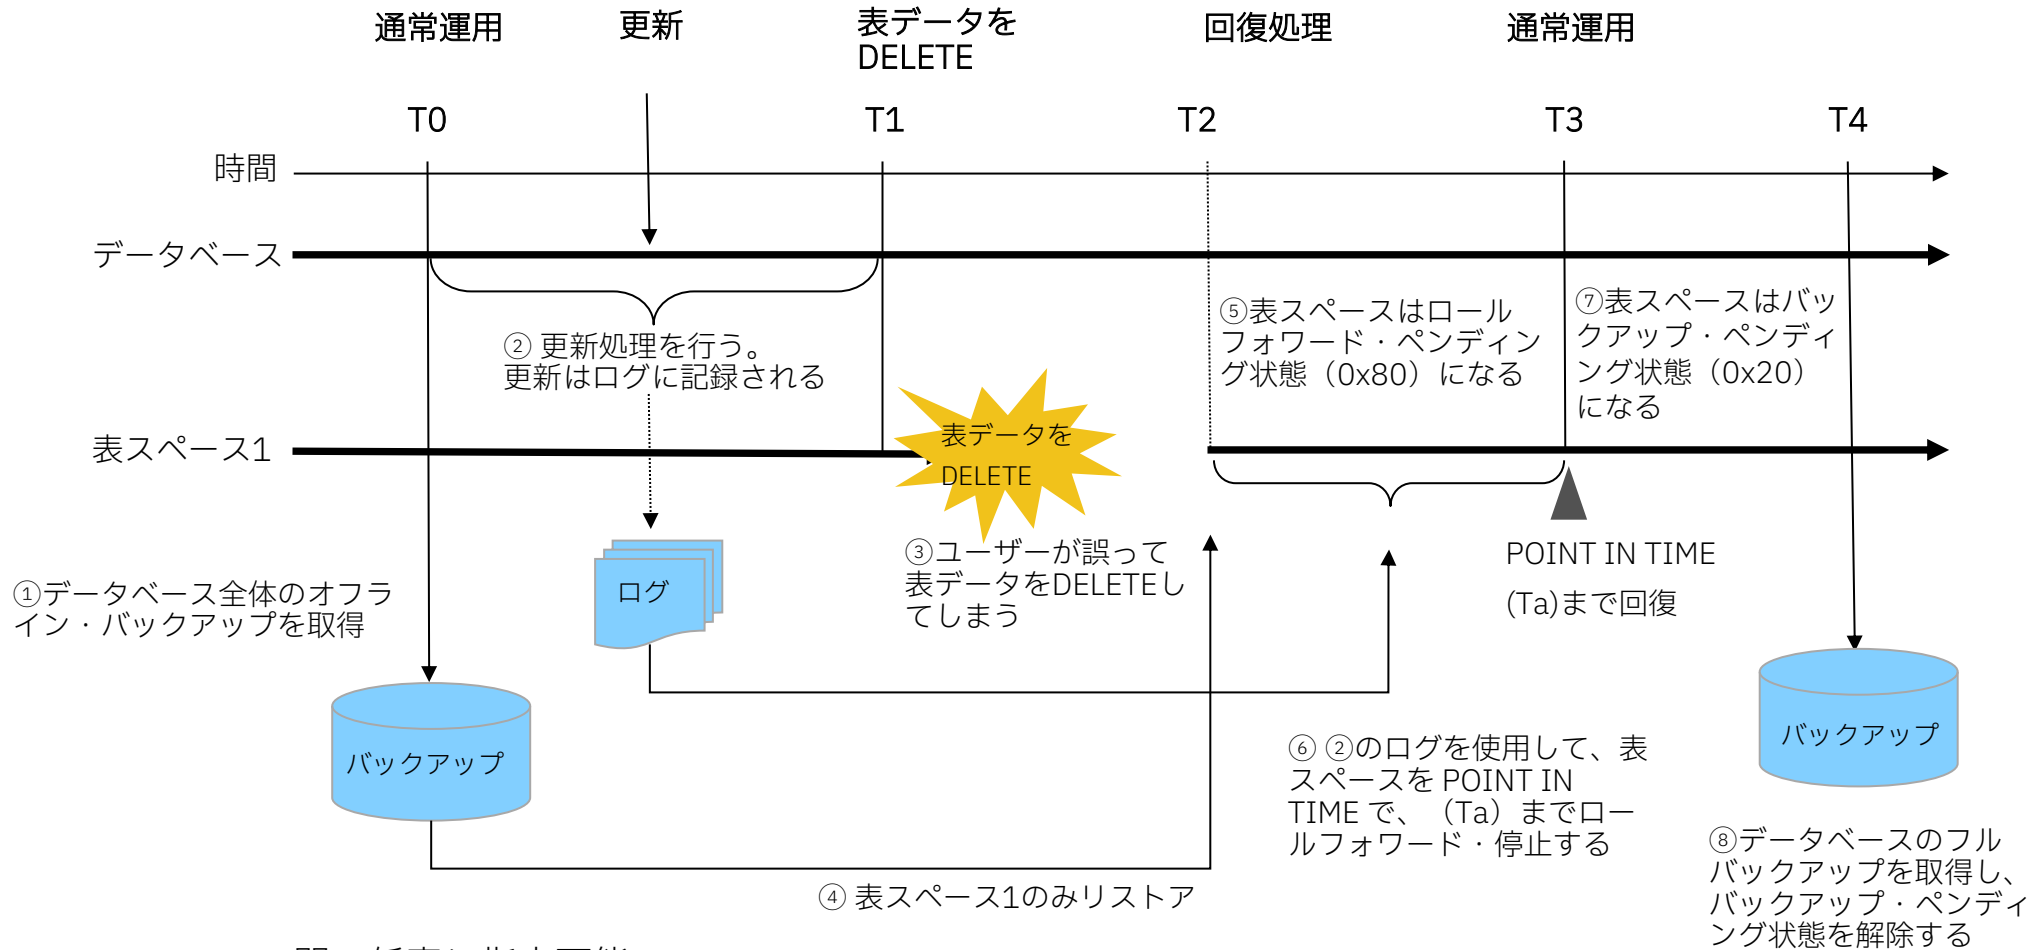 通常運用
更新
表データを
DELETE
回復処理
通常運用
T0
T1
T2
T3
T4
時間
データベース
② 更新処理を行う。
更新はログに記録される
⑤表スペースはロール
フォワード・ペンディン
グ状態（0x80）になる
⑦表スペースはバッ
クアップ・ペンディ
ング状態（0x20）
になる
表スペース1
表データを
DELETE
③ユーザーが誤って
表データをDELETEし
てしまう
POINT IN TIME
(Ta)まで回復
①データベース全体のオフラ
イン・バックアップを取得
ログ
バックアップ
バックアップ
⑥ ②のログを使用して、表
スペースを POINT IN
TIME で、（Ta）までロー
ルフォワード・停止する
④ 表スペース1のみリストア
⑧データベースのフル
バックアップを取得し、
バックアップ・ペンディ
ング状態を解除する